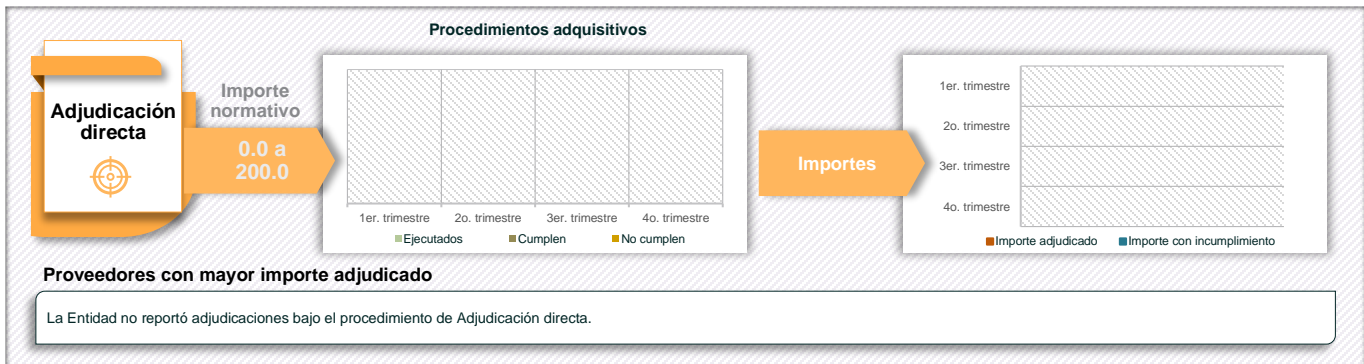 Procedimientos adquisitivos
Adjudicación
directa
Importe
normativo
0.0 a
200.0
1er. trimestre
2o. trimestre
3er. trimestre
4o. trimestre
Ejecutados
Cumplen
No cumplen
Importes
1er. trimestre
2o. trimestre
3er. trimestre
4o. trimestre
Importe adjudicado
Importe con incumplimiento
Proveedores con mayor importe adjudicado
La Entidad no reportó adjudicaciones bajo el procedimiento de Adjudicación directa.